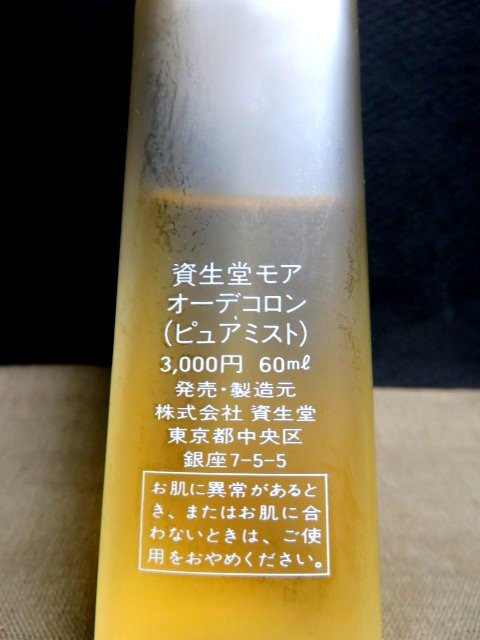 資生堂モア
オーデコロン
(ピュアミスト)
3,000円 60ml
発売・製造元
株式会社 資生堂
東京都中央区
銀座7-5-5
お肌に異常があると
き、またはお肌に合
わないときは、ご使
用をおやめください。